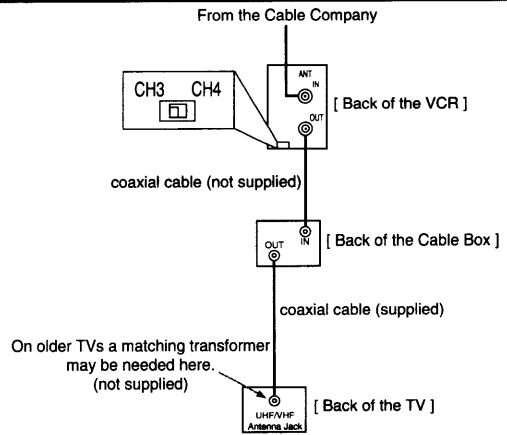 From the Cable Company
CH3 CH4
ANT
IN
OUT
[ Back of the VCR ]
coaxial cable (not supplied)
OUT
IN
[ Back of the Cable Box ]
coaxial cable (supplied)
On older TVs a matching transformer
may be needed here.
(not supplied)
UHF/VHF
Antenna Jack
[ Back of the TV ]